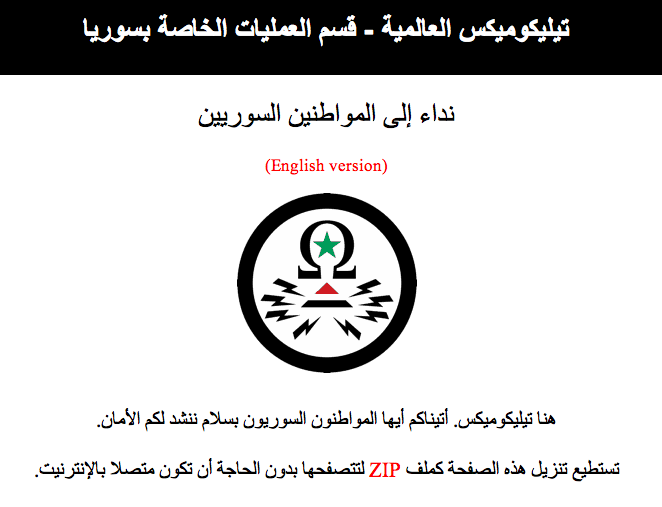 تيليكوميكس العالمية - قسم العمليات الخاصة بسوريا
نداء إلى المواطنين السوريين
(English version)
Ω
هنا تيليكوميكس. أتيناكم أيها المواطنون السوريون بسلام ننشد لكم الأمان.
تستطيع تنزيل هذه الصفحة كملف ZIP لتتصفحها بدون الحاجة أن تكون متصلا بالإنترنيت.